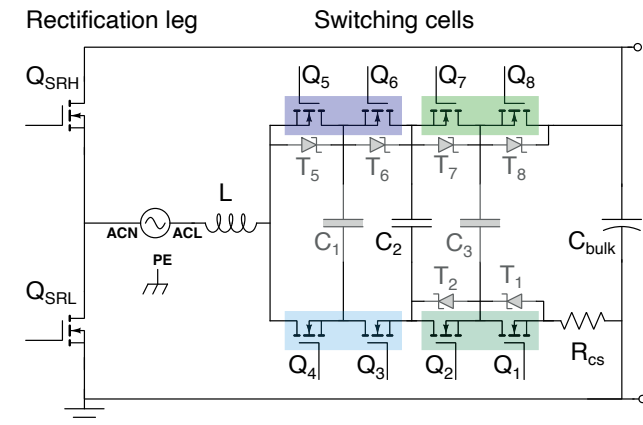 Rectification leg Switching cells
Q_SRH Q5 Q6 Q7 Q8
T5 T6 T7 T8
L
ACN ACL
C1 C2 C3 C_bulk
PE
T2 T1
Q_SRL
R_cs
Q4 Q3 Q2 Q1